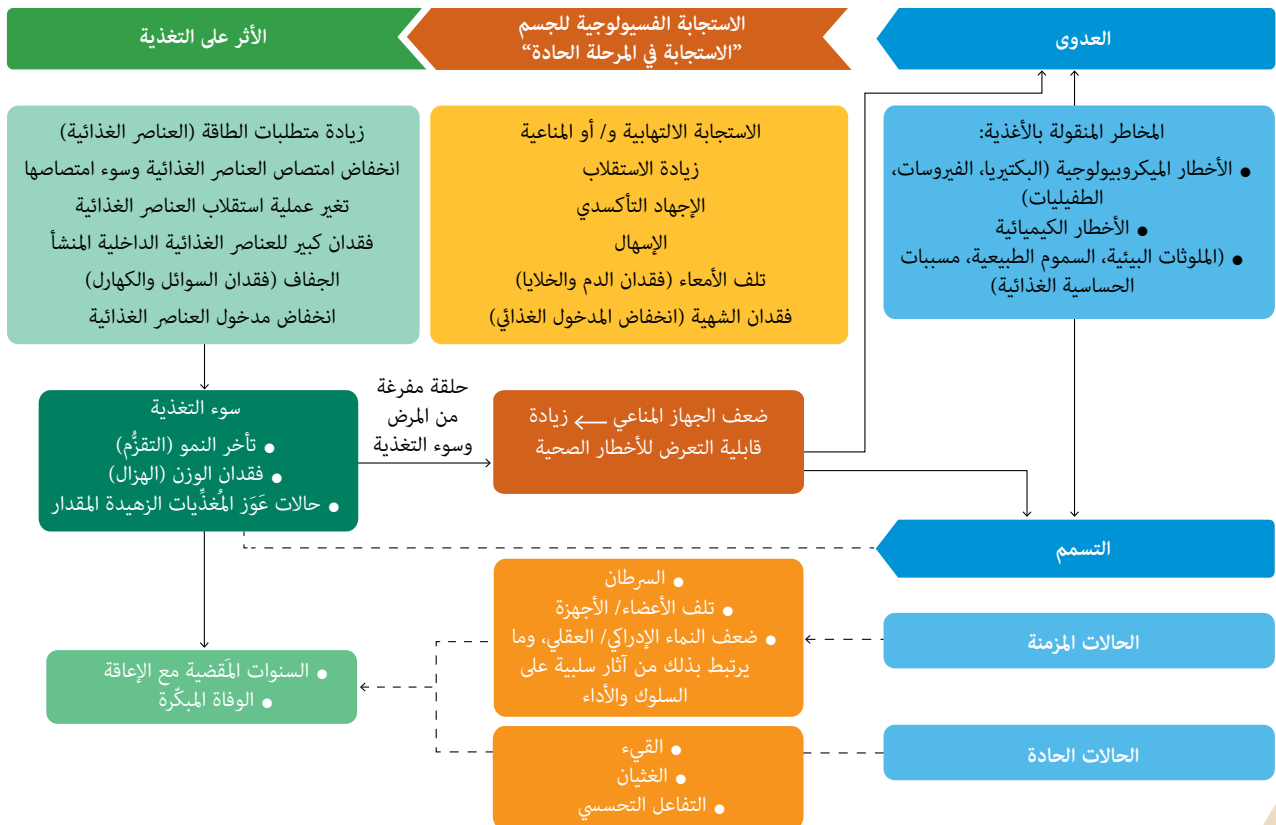 العدوى
الاستجابة الفسيولوجية للجسم
”الاستجابة في المرحلة الحادة“
الأثر على التغذية
المخاطر المنقولة بالأغذية:
● الأخطار الميكروبيولوجية (البكتيريا، الفيروسات،
الطفيليات)
● الأخطار الكيميائية
● (الملوثات البيئية، السموم الطبيعية، مسببات
الحساسية الغذائية)
الاستجابة الالتهابية و/ أو المناعية
زيادة الاستقلاب
الإجهاد التأكسدي
الإسهال
تلف الأمعاء (فقدان الدم والخلايا)
فقدان الشهية (انخفاض المدخول الغذائي)
زيادة متطلبات الطاقة (العناصر الغذائية)
انخفاض امتصاص العناصر الغذائية وسوء امتصاصها
تغير عملية استقلاب العناصر الغذائية
فقدان كبير للعناصر الغذائية الداخلية المنشأ
الجفاف (فقدان السوائل والكهارل)
انخفاض مدخول العناصر الغذائية
ضعف الجهاز المناعي ← زيادة
قابلية التعرض للأخطار الصحية
حلقة مفرغة
من المرض
وسوء التغذية
سوء التغذية
● تأخر النمو (التقزُّم)
● فقدان الوزن (الهزال)
● حالات عَوَز المُغذِّيات الزهيدة المقدار
التسمم
الحالات المزمنة
● السرطان
● تلف الأعضاء/ الأجهزة
● ضعف النماء الإدراكي/ العقلي، وما
يرتبط بذلك من آثار سلبية على
السلوك والأداء
● السنوات المَقضية مع الإعاقة
● الوفاة المبكّرة
الحالات الحادة
● القيء
● الغثيان
● التفاعل التحسسي